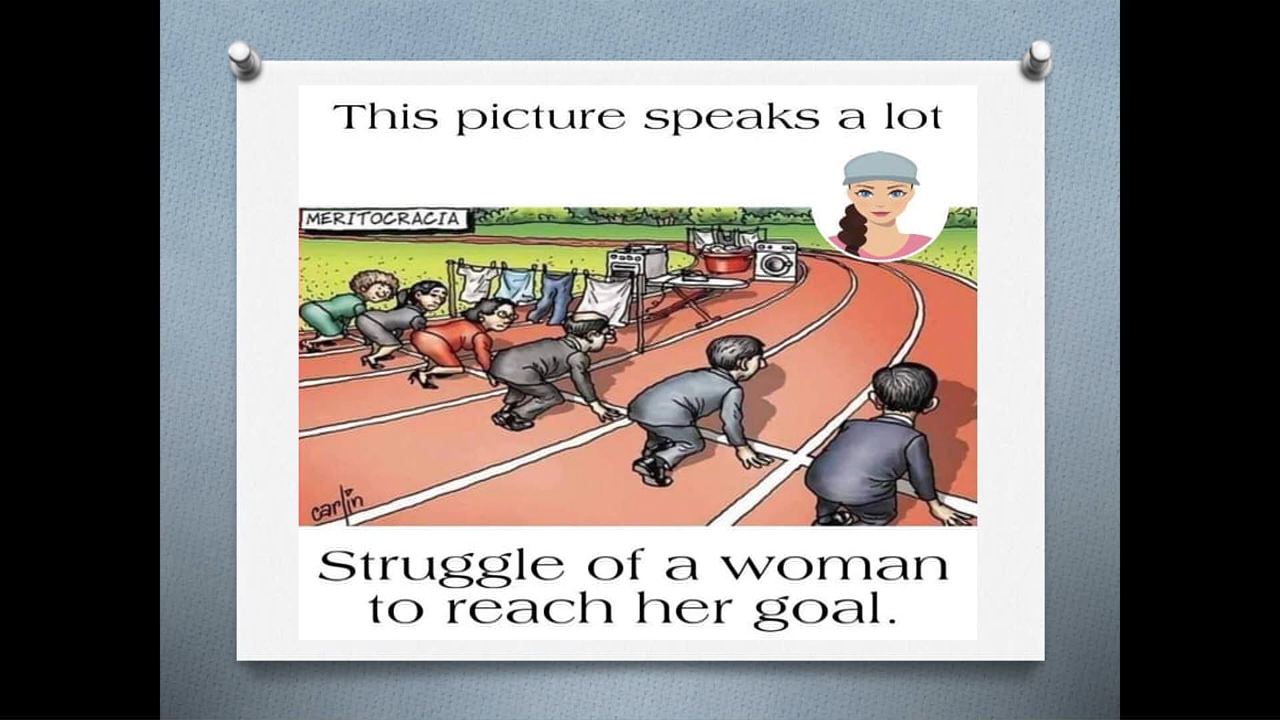 This picture speaks a lot
MERITOCRACIA
carlin
Struggle of a woman
to reach her goal.